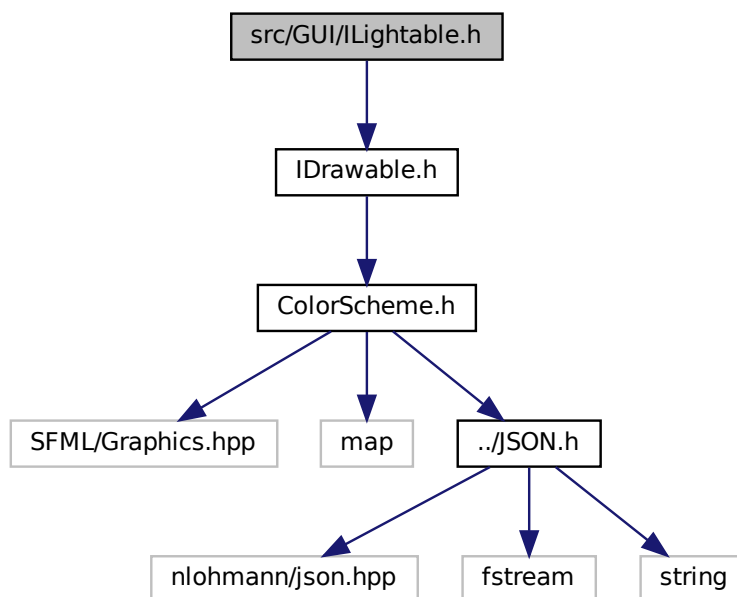 src/GUI/ILightable.h
IDrawable.h
ColorScheme.h
SFML/Graphics.hpp
map
../JSON.h
nlohmann/json.hpp
fstream
string